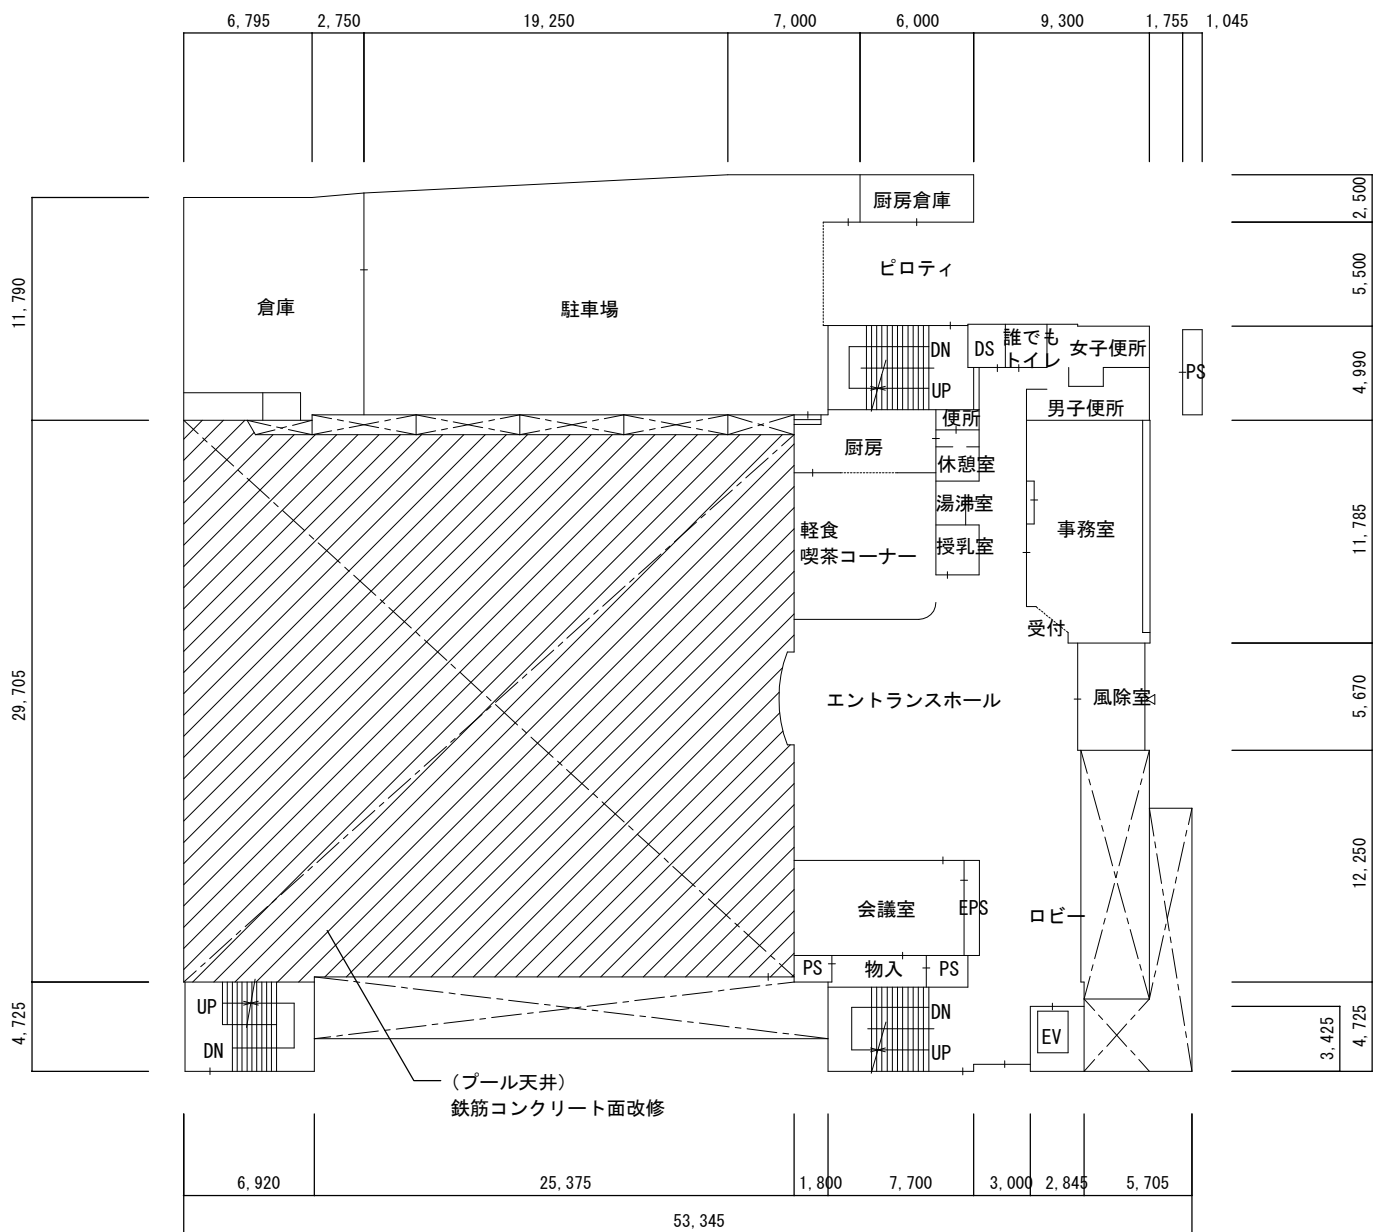 6,795 2,750 19,250 7,000 6,000 9,300 1,755 1,045
2,500
厨房倉庫
5,500
ピロティ
11,790
倉庫
駐車場
4,990
DN
DS
誰でも
トイレ
女子便所
PS
UP
男子便所
便所
厨房
休憩室
湯沸室
11,785
軽食
喫茶コーナー
授乳室
事務室
受付
29,705
エントランスホール
風除室
5,670
12,250
会議室
EPS
ロビー
PS
物入
PS
UP
DN
DN
UP
EV
4,725
3,425
4,725
(プール天井)
鉄筋コンクリート面改修
6,920 25,375 1,800 7,700 3,000 2,845 5,705
53,345